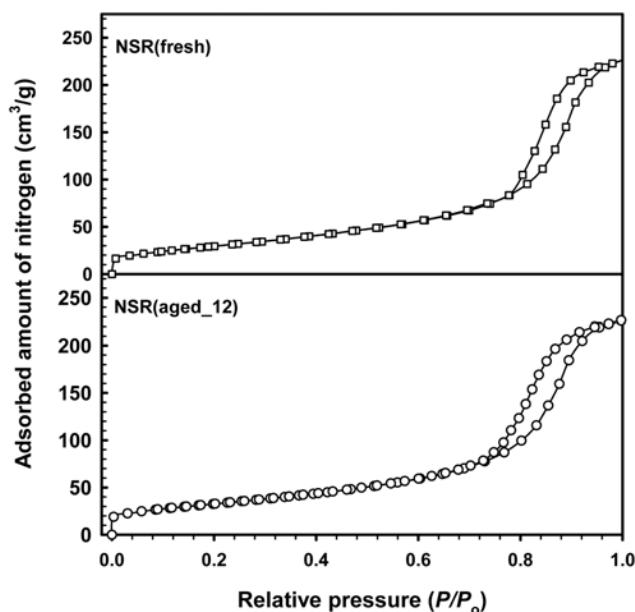 Adsorbed amount of nitrogen (cm³/g)
NSR(fresh)
250
200
150
100
50
0
NSR(aged_12)
250
200
150
100
50
0
0.0 0.2 0.4 0.6 0.8 1.0
Relative pressure (P/Pₒ)